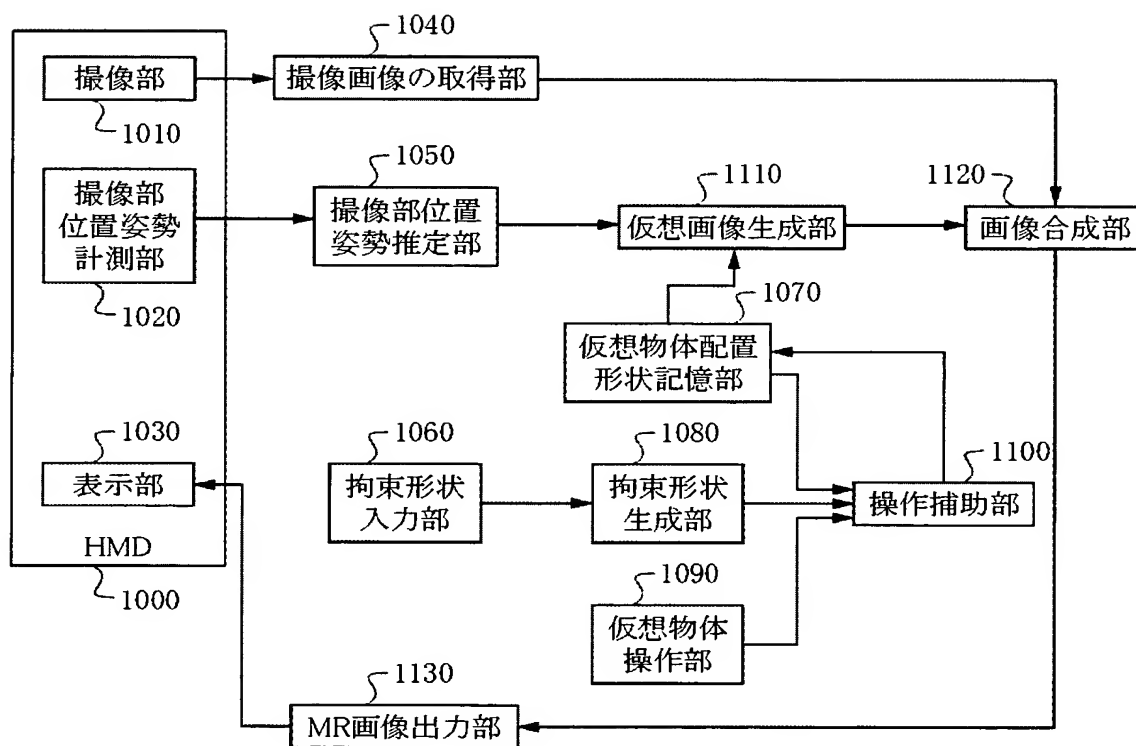 1040
撮像部
撮像画像の取得部
1010
1050
1110
1120
撮像部
位置姿勢
計測部
撮像部位置
姿勢推定部
仮想画像生成部
画像合成部
1020
1070
仮想物体配置
形状記憶部
1030
1060
1080
1100
表示部
拘束形状
入力部
拘束形状
生成部
操作補助部
HMD
1000
1090
仮想物体
操作部
1130
MR画像出力部